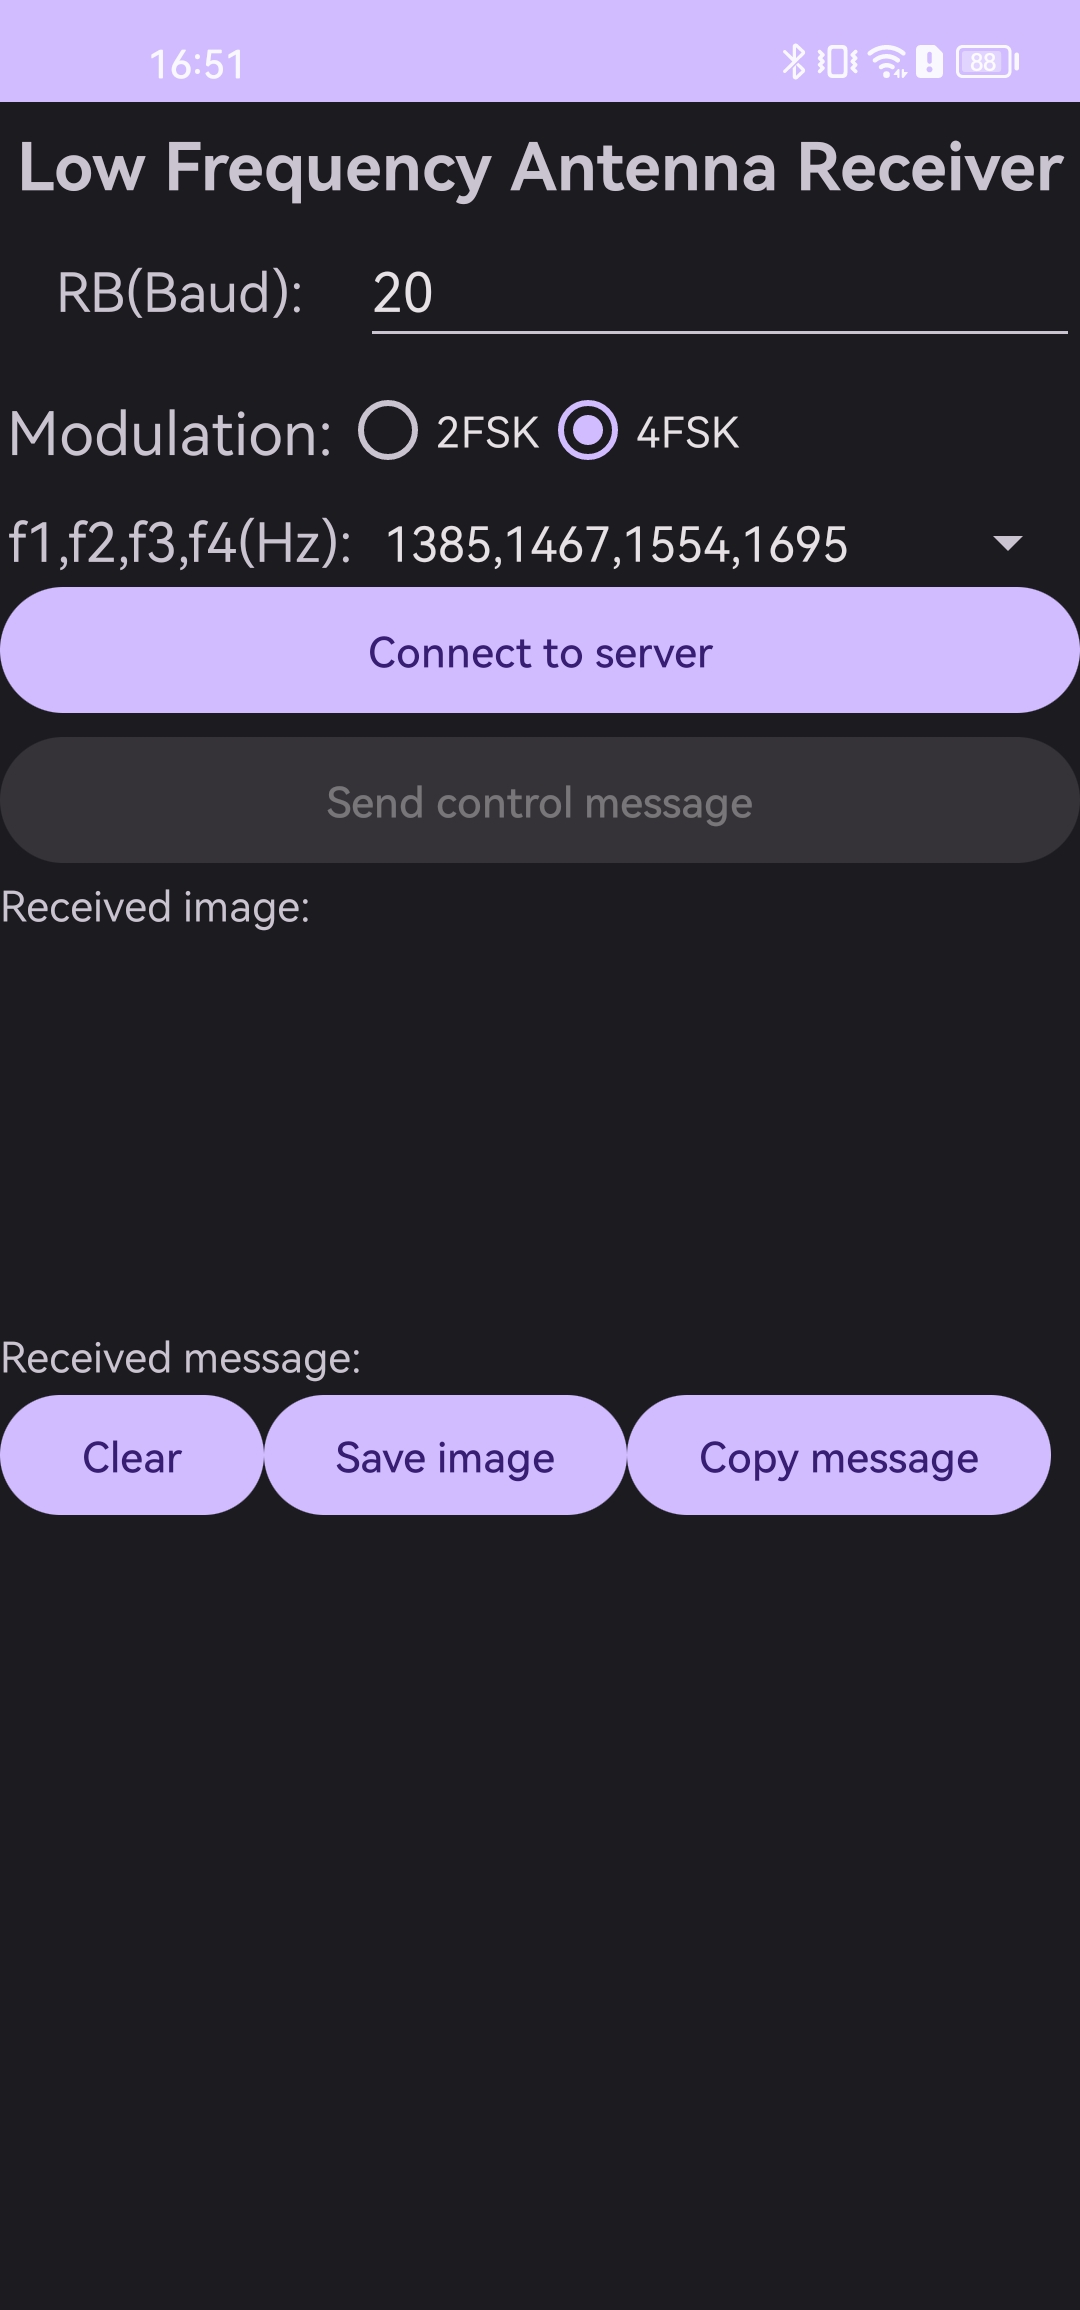 16:51 88
Low Frequency Antenna Receiver
RB(Baud): 20
Modulation: 2FSK 4FSK
f1,f2,f3,f4(Hz): 1385,1467,1554,1695
Connect to server
Send control message
Received image:
Received message:
Clear Save image Copy message